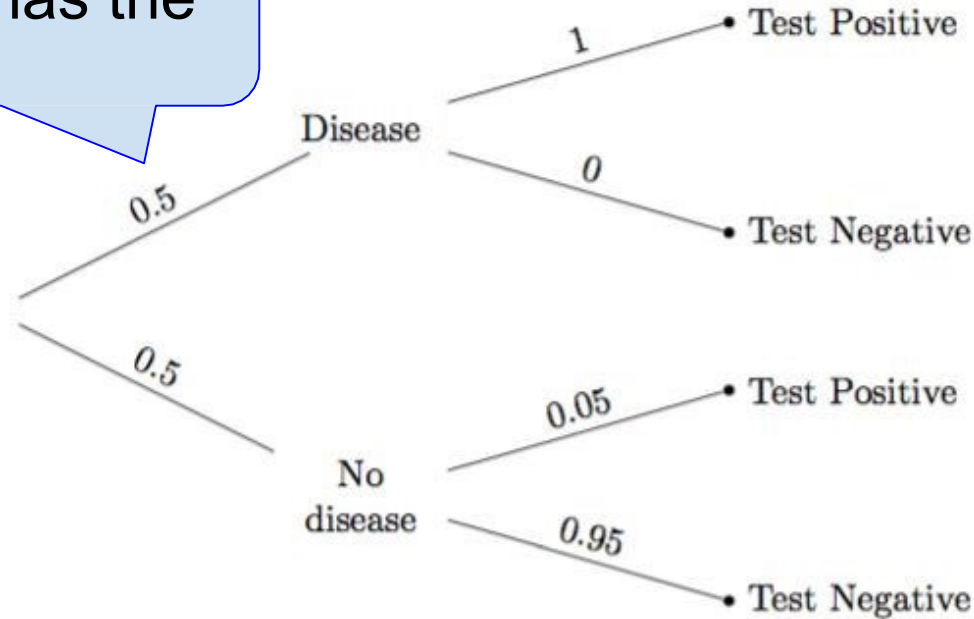 has the
1
Test Positive
Disease
0
0.5
Test Negative
0.5
0.05
Test Positive
No
disease
0.95
Test Negative